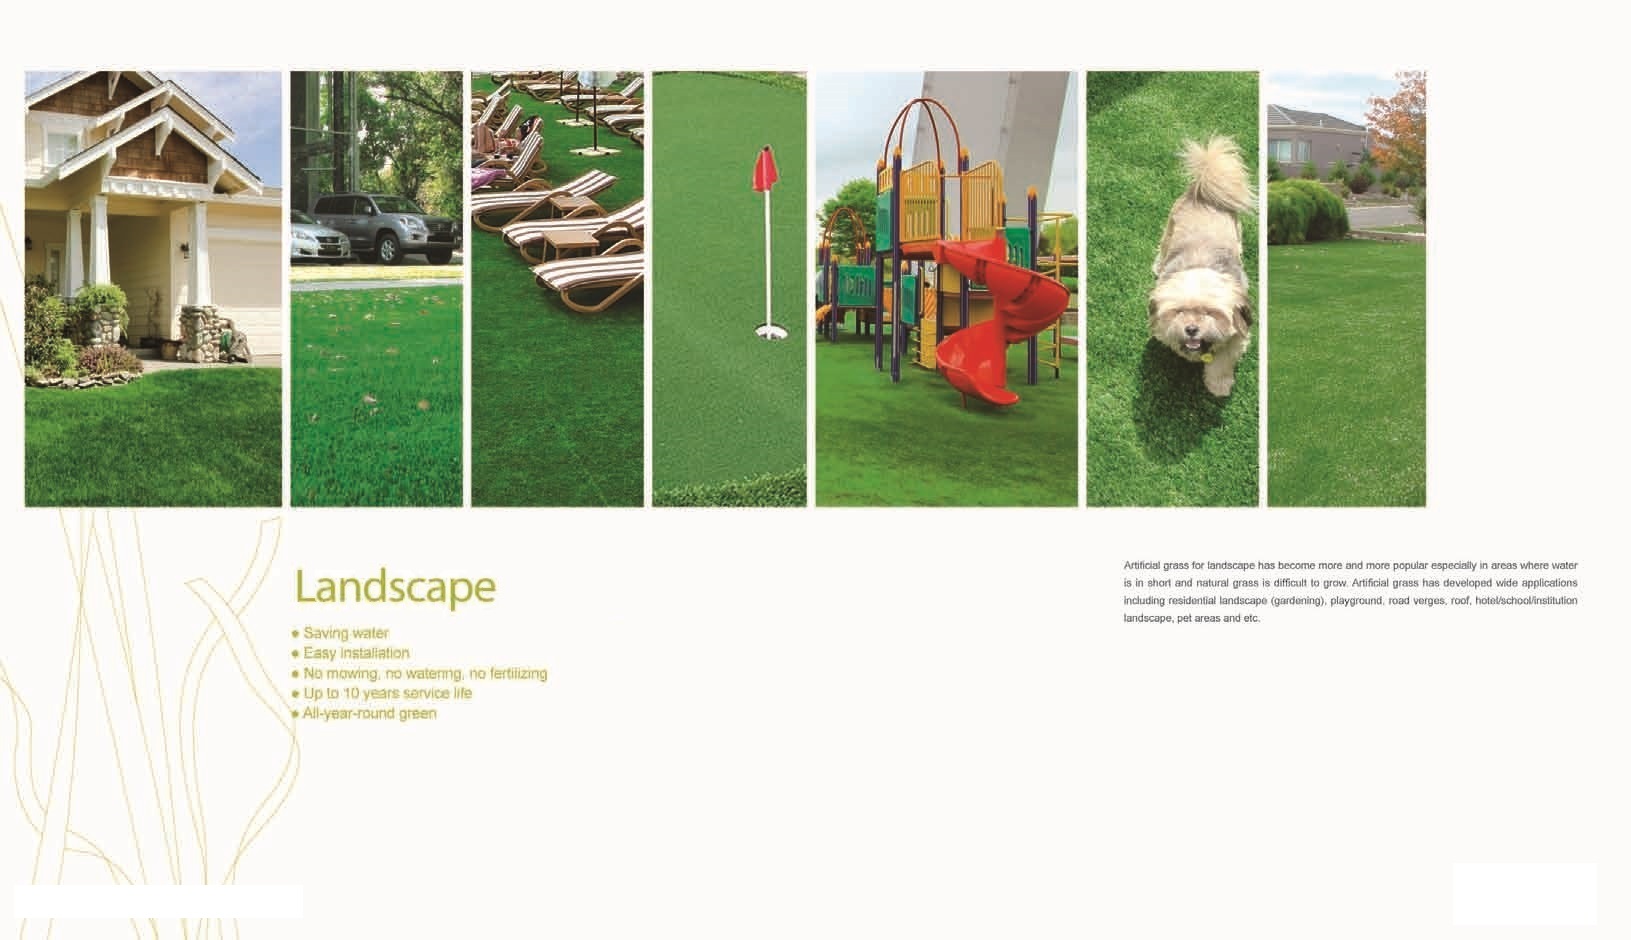 Landscape
● Saving water
● Easy installation
● No mowing, no watering, no fertilizing
● Up to 10 years service life
● All-year-round green
Artificial grass for landscape has become more and more popular especially in areas where water
is in short and natural grass is difficult to grow. Artificial grass has developed wide applications
including residential landscape (gardening), playground, road verges, roof, hotel/school/institution
landscape, pet areas and etc.